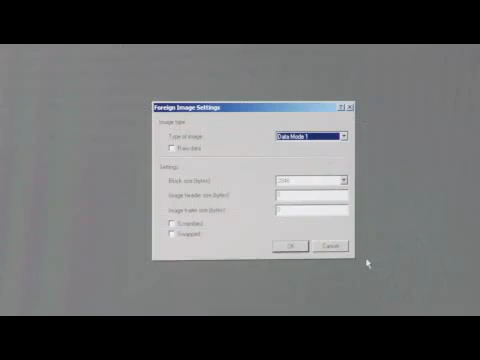 Foreign Image Settings
Image type
Type of image: Data Mode 1
Raw data
Settings
Block size (bytes) 2048
Image header size (bytes)
Image trailer size (bytes)
Scrambled
Swapped
OK Cancel